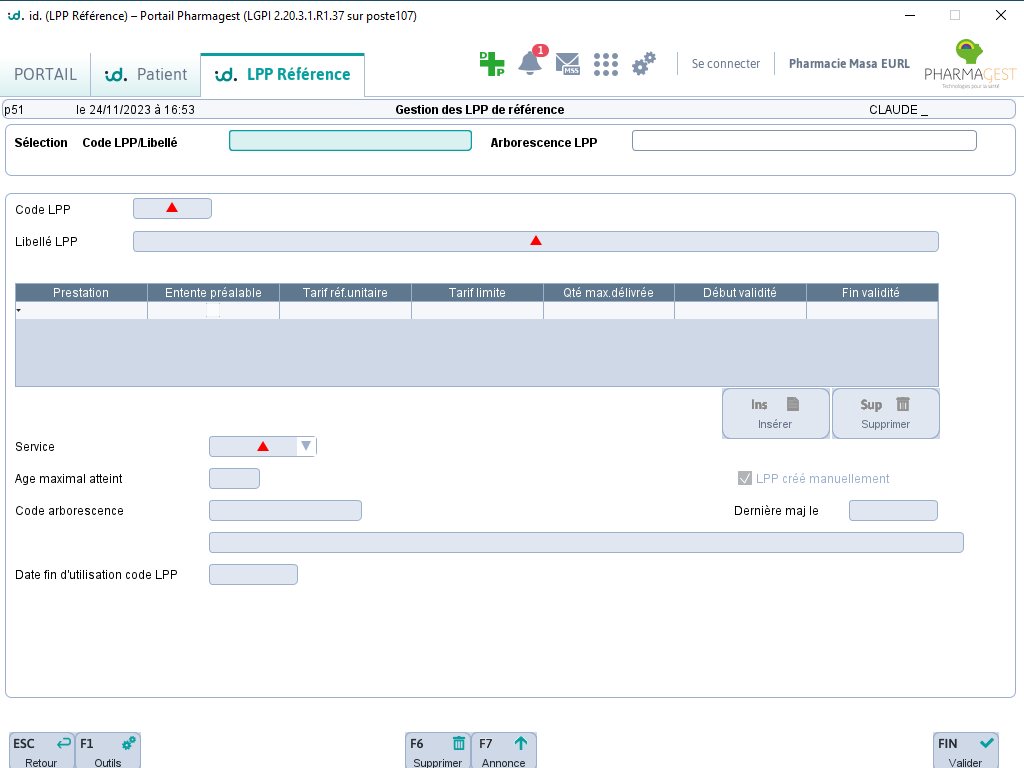 id. id. (LPP Référence) – Portail Pharmagest (LGPI 2.20.3.1.R1.37 sur poste107)
PORTAIL id. Patient id. LPP Référence D P 1 MSS Se connecter Pharmacie Masa EURL PHARMAGEST
Technologies pour la santé
p51 le 24/11/2023 à 16:53 Gestion des LPP de référence CLAUDE _
Sélection Code LPP/Libellé Arborescence LPP
Code LPP
Libellé LPP
Prestation Entente préalable Tarif réf.unitaire Tarif limite Qté max.délivrée Début validité Fin validité
Ins Sup
Insérer Supprimer
Service
Age maximal atteint LPP créé manuellement
Code arborescence Dernière maj le
Date fin d'utilisation code LPP
ESC F1 F6 F7 FIN
Retour Outils Supprimer Annonce Valider